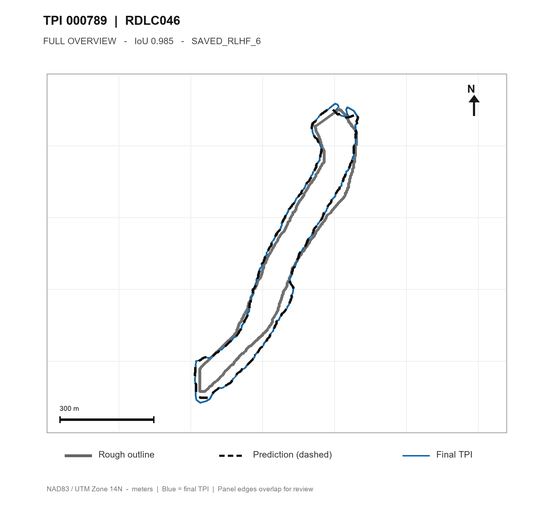 TPI 000789 | RDLC046
FULL OVERVIEW - IoU 0.985 - SAVED_RLHF_6
N
300 m
Rough outline Prediction (dashed) Final TPI
NAD83 / UTM Zone 14N - meters | Blue = final TPI | Panel edges overlap for review